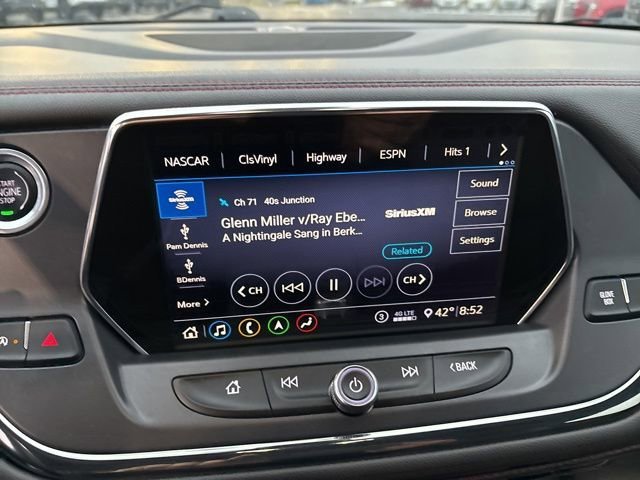 NASCAR | ClsVinyl | Highway | ESPN | Hits 1 | >
SiriusXM
Ch 71 40s Junction
Glenn Miller v/Ray Ebe...
A Nightingale Sang in Berk...
SiriusXM
Sound
Browse
Settings
Related
Pam Dennis
BDennis
More >
< CH
CH >
3 4G LTE 42° 8:52
START
ENGINE
STOP
GLOVE
BOX
A
< BACK